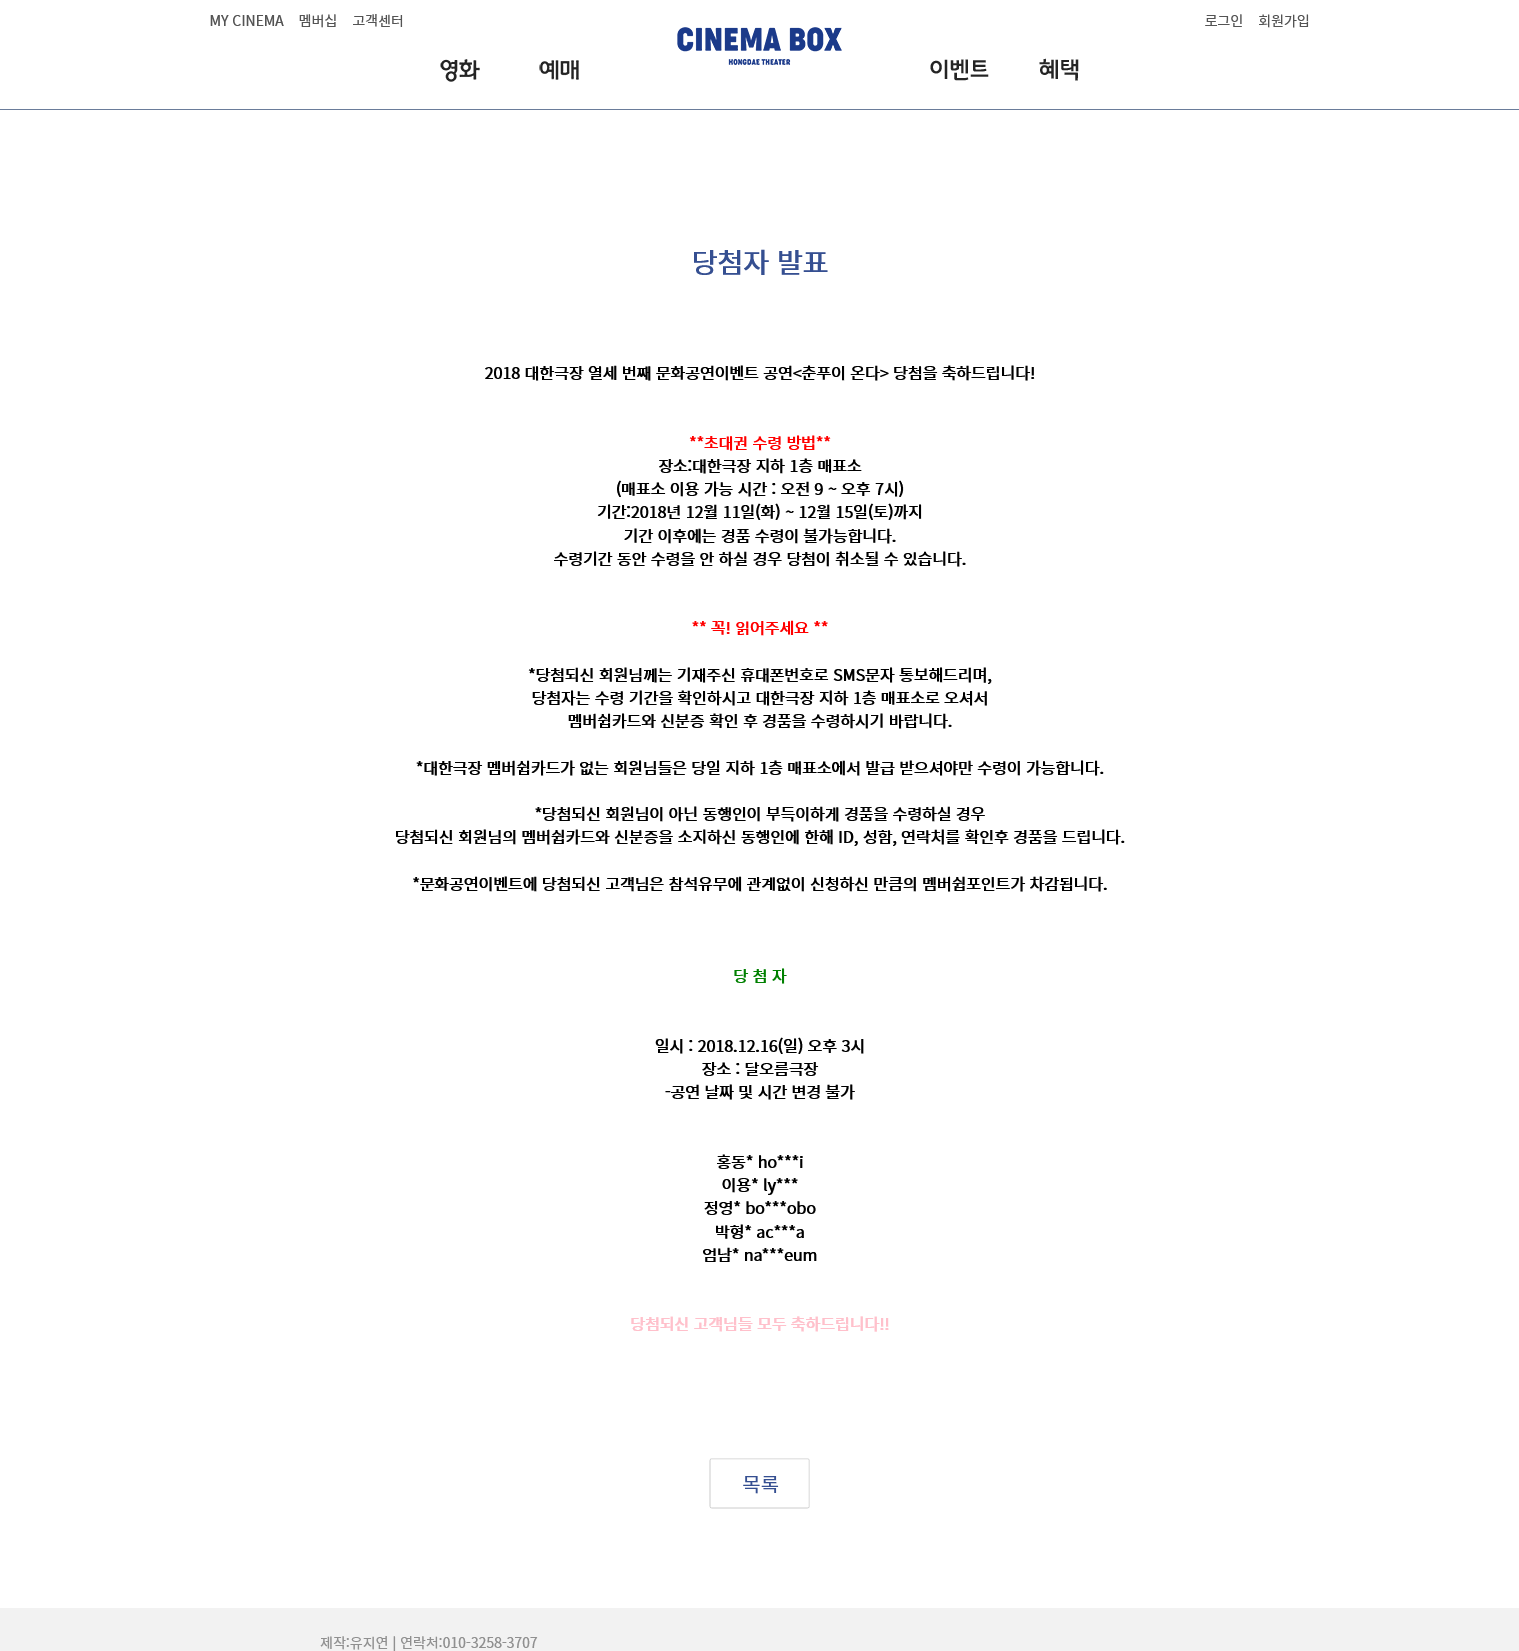 MY CINEMA 멤버십 고객센터
로그인 회원가입
CINEMA BOX
HONGDAE THEATER
영화 예매 이벤트 혜택
당첨자 발표
2018 대한극장 열세 번째 문화공연이벤트 공연<춘푸이 온다> 당첨을 축하드립니다!
**초대권 수령 방법**
장소:대한극장 지하 1층 매표소
(매표소 이용 가능 시간 : 오전 9 ~ 오후 7시)
기간:2018년 12월 11일(화) ~ 12월 15일(토)까지
기간 이후에는 경품 수령이 불가능합니다.
수령기간 동안 수령을 안 하실 경우 당첨이 취소될 수 있습니다.
** 꼭! 읽어주세요 **
*당첨되신 회원님께는 기재주신 휴대폰번호로 SMS문자 통보해드리며,
당첨자는 수령 기간을 확인하시고 대한극장 지하 1층 매표소로 오셔서
멤버쉽카드와 신분증 확인 후 경품을 수령하시기 바랍니다.
*대한극장 멤버쉽카드가 없는 회원님들은 당일 지하 1층 매표소에서 발급 받으셔야만 수령이 가능합니다.
*당첨되신 회원님이 아닌 동행인이 부득이하게 경품을 수령하실 경우
당첨되신 회원님의 멤버쉽카드와 신분증을 소지하신 동행인에 한해 ID, 성함, 연락처를 확인후 경품을 드립니다.
*문화공연이벤트에 당첨되신 고객님은 참석유무에 관계없이 신청하신 만큼의 멤버쉽포인트가 차감됩니다.
당 첨 자
일시 : 2018.12.16(일) 오후 3시
장소 : 달오름극장
-공연 날짜 및 시간 변경 불가
홍동* ho***i
이용* ly***
정영* bo***obo
박형* ac***a
엄남* na***eum
당첨되신 고객님들 모두 축하드립니다!!
목록
제작:유지연 | 연락처:010-3258-3707